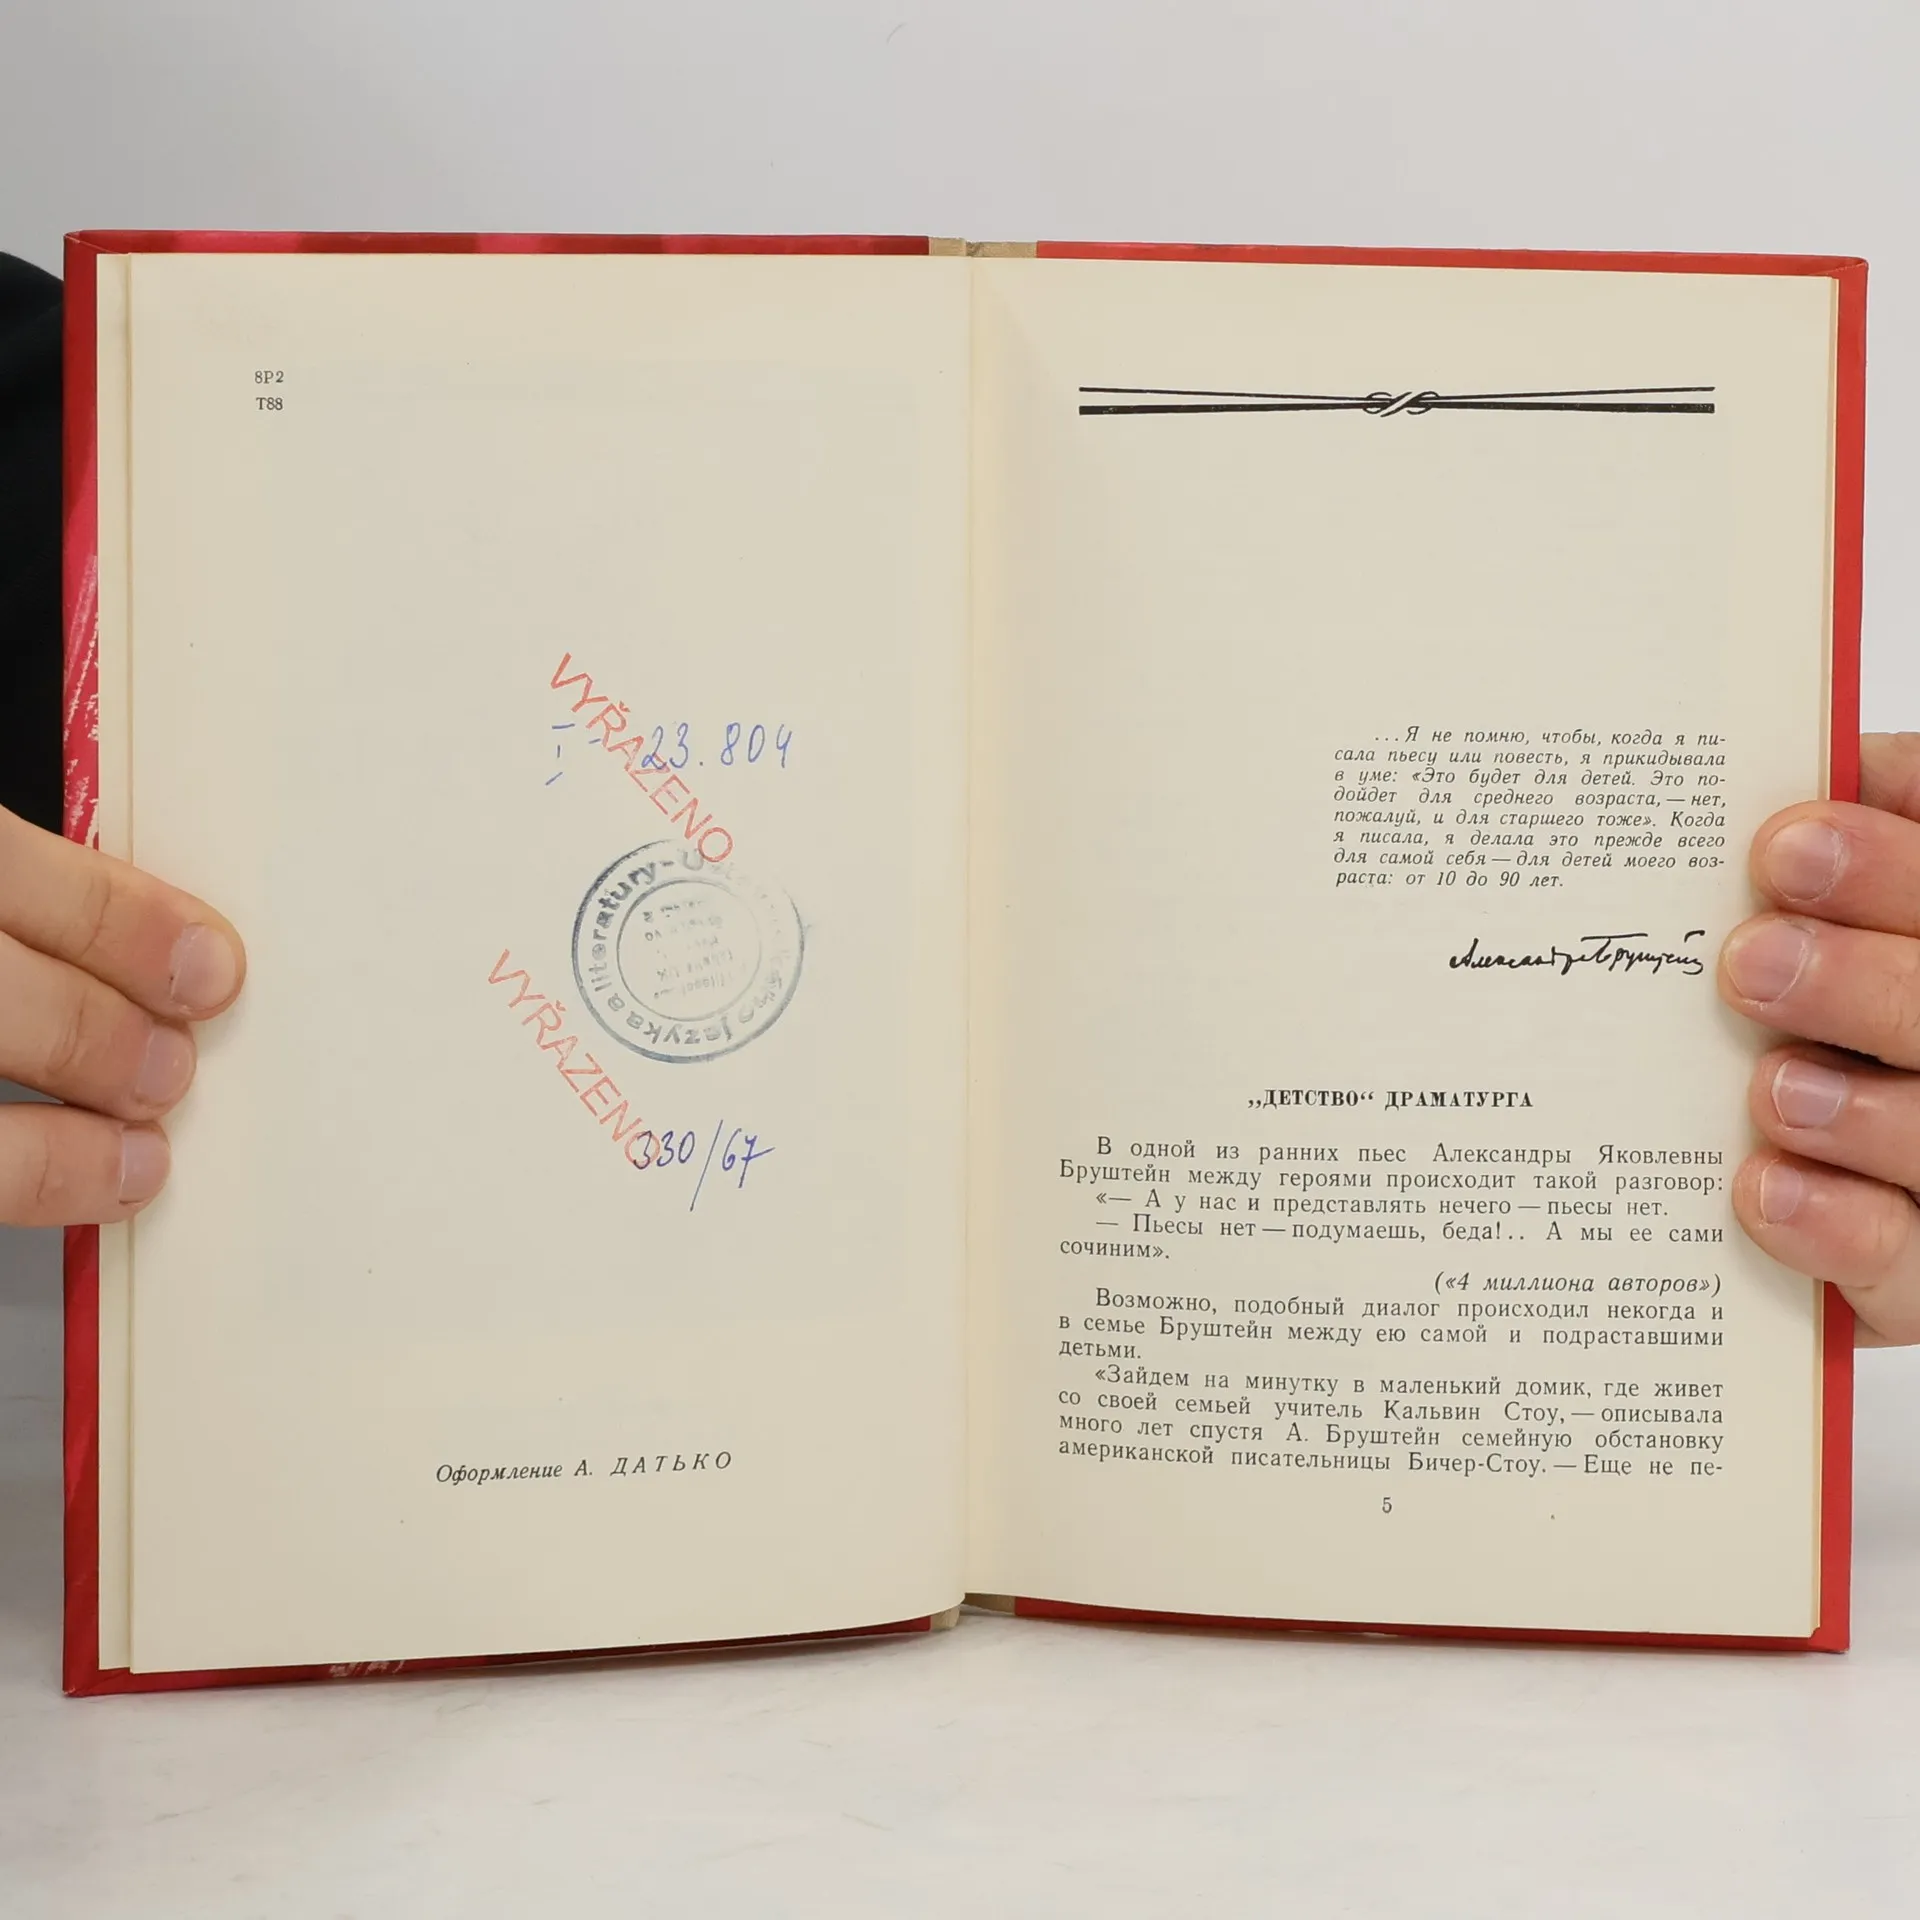 8Р2
Т88
VYŘAZENO
23.804
literatury - 
jazyka a
VYŘAZENO
330/67
Оформление А. ДАТЬКО
...Я не помню, чтобы, когда я пи-
сала пьесу или повесть, я прикидывала
в уме: «Это будет для детей. Это по-
дойдет для среднего возраста, — нет,
пожалуй, и для старшего тоже». Когда
я писала, я делала это прежде всего
для самой себя — для детей моего воз-
раста: от 10 до 90 лет.
Александра Бруштейн
„ДЕТСТВО“ ДРАМАТУРГА
В одной из ранних пьес Александры Яковлевны
Бруштейн между героями происходит такой разговор:
«— А у нас и представлять нечего — пьесы нет.
— Пьесы нет — подумаешь, беда!.. А мы ее сами
сочиним».
(«4 миллиона авторов»)
Возможно, подобный диалог происходил некогда и
в семье Бруштейн между ею самой и подраставшими
детьми.
«Зайдем на минутку в маленький домик, где живет
со своей семьей учитель Кальвин Стоу, — описывала
много лет спустя А. Бруштейн семейную обстановку
американской писательницы Бичер-Стоу. — Еще не пе-
5